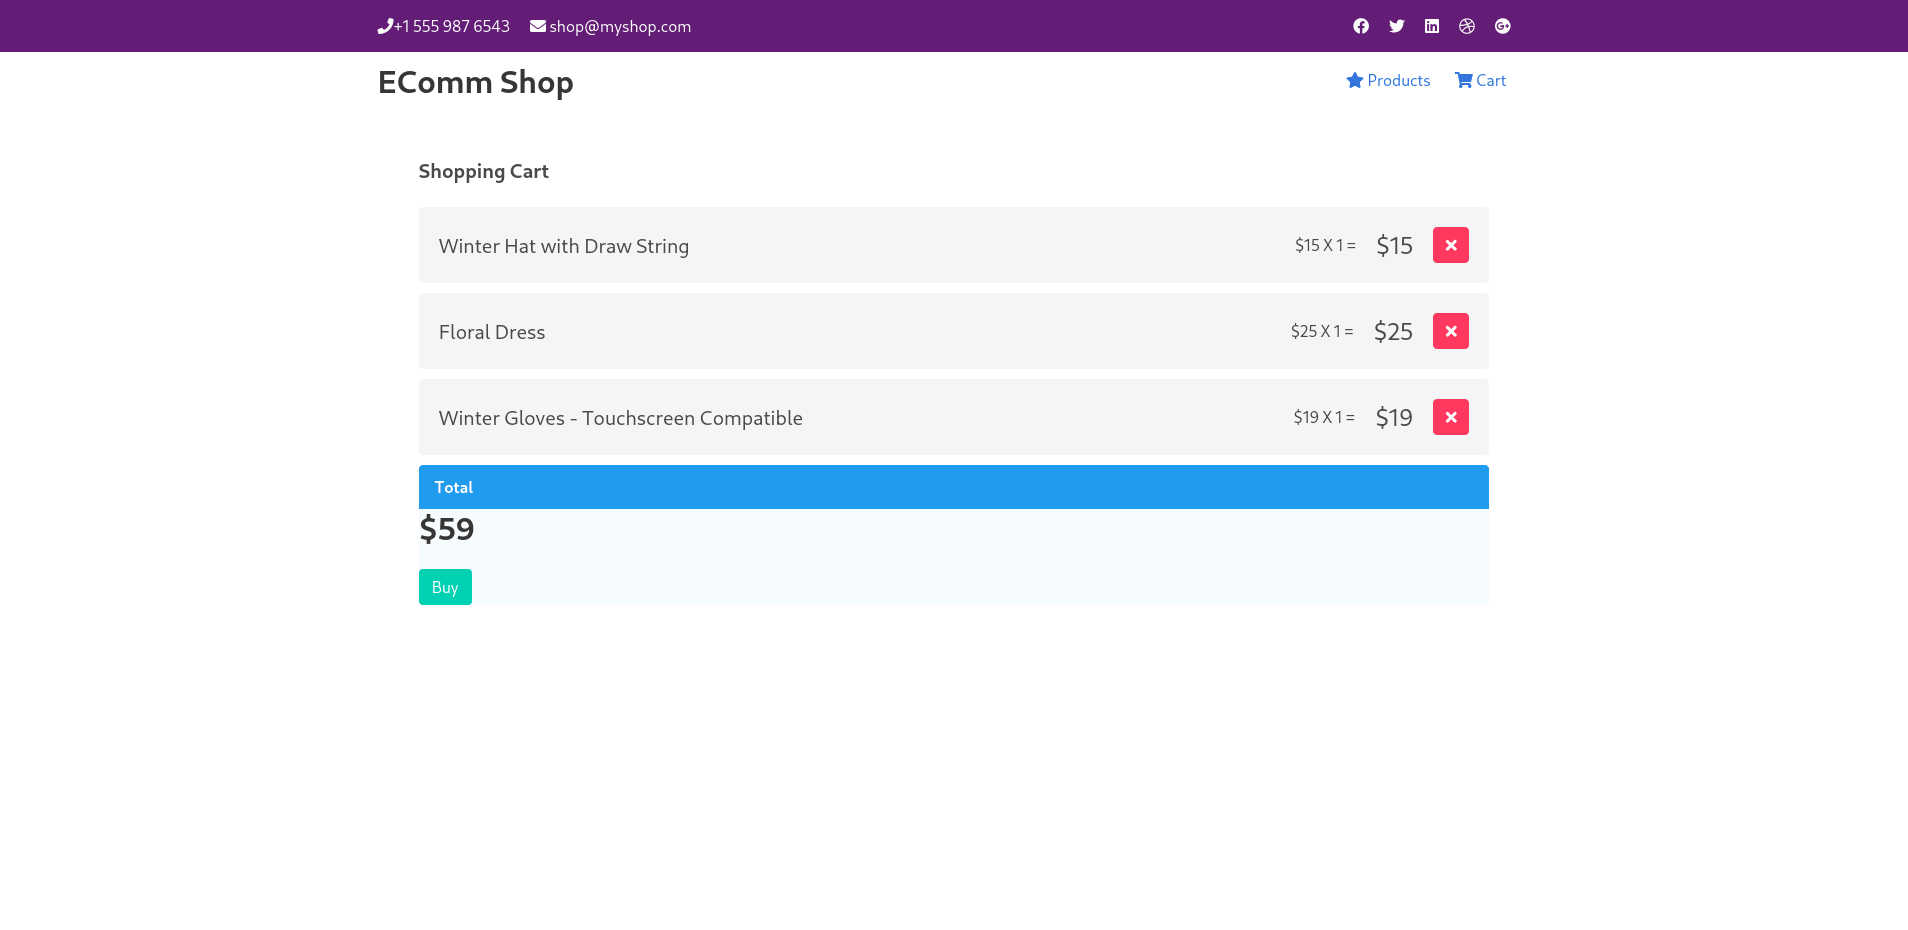 +1 555 987 6543 shop@myshop.com
EComm Shop Products Cart
Shopping Cart
Winter Hat with Draw String $15 X 1 = $15
Floral Dress $25 X 1 = $25
Winter Gloves - Touchscreen Compatible $19 X 1 = $19
Total
$59
Buy